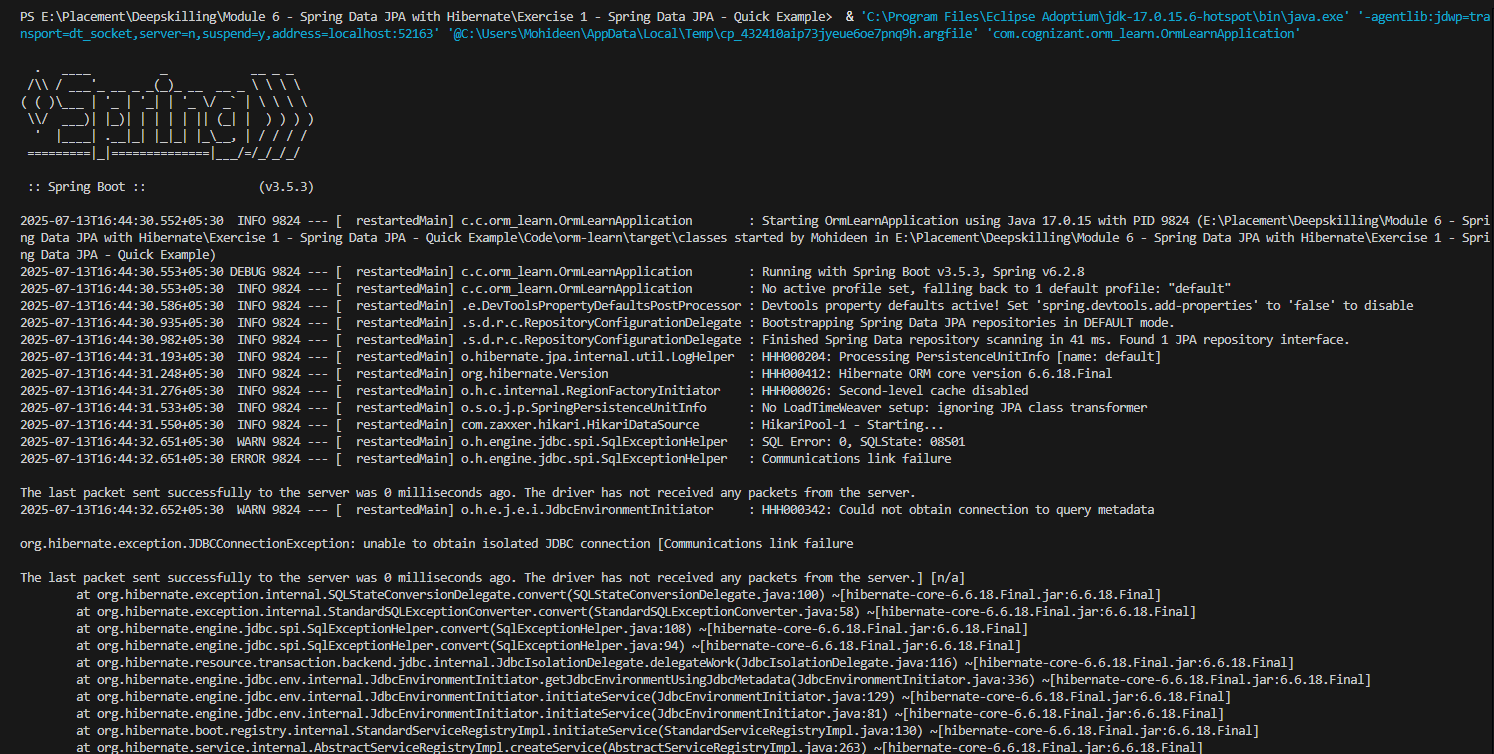 PS E:\Placement\Deepskilling\Module 6 - Spring Data JPA with Hibernate\Exercise 1 - Spring Data JPA - Quick Example>  & 'C:\Program Files\Eclipse Adoptium\jdk-17.0.15.6-hotspot\bin\java.exe' '-agentlib:jdwp=tra
nsport=dt_socket,server=n,suspend=y,address=localhost:52163' '@C:\Users\Mohideen\AppData\Local\Temp\cp_432410aip73jyeue6oe7pnq9h.argfile' 'com.cognizant.orm_learn.OrmLearnApplication'
  .   ____          _            __ _ _
 /\\ / ___'_ __ _ _(_)_ __  __ _ \ \ \ \
( ( )\___ | '_ | '_| | '_ \/ _` | \ \ \ \
 \\/  ___)| |_)| | | | | || (_| |  ) ) ) )
  '  |____| .__|_| |_|_| |_\__, | / / / /
 =========|_|==============|___/=/_/_/_/
 :: Spring Boot ::                (v3.5.3)
2025-07-13T16:44:30.552+05:30  INFO 9824 --- [  restartedMain] c.c.orm_learn.OrmLearnApplication        : Starting OrmLearnApplication using Java 17.0.15 with PID 9824 (E:\Placement\Deepskilling\Module 6 - Spri
ng Data JPA with Hibernate\Exercise 1 - Spring Data JPA - Quick Example\Code\orm-learn\target\classes started by Mohideen in E:\Placement\Deepskilling\Module 6 - Spring Data JPA with Hibernate\Exercise 1 - Spri
ng Data JPA - Quick Example)
2025-07-13T16:44:30.553+05:30 DEBUG 9824 --- [  restartedMain] c.c.orm_learn.OrmLearnApplication        : Running with Spring Boot v3.5.3, Spring v6.2.8
2025-07-13T16:44:30.553+05:30  INFO 9824 --- [  restartedMain] c.c.orm_learn.OrmLearnApplication        : No active profile set, falling back to 1 default profile: "default"
2025-07-13T16:44:30.586+05:30  INFO 9824 --- [  restartedMain] .e.DevToolsPropertyDefaultsPostProcessor : Devtools property defaults active! Set 'spring.devtools.add-properties' to 'false' to disable
2025-07-13T16:44:30.935+05:30  INFO 9824 --- [  restartedMain] .s.d.r.c.RepositoryConfigurationDelegate : Bootstrapping Spring Data JPA repositories in DEFAULT mode.
2025-07-13T16:44:30.982+05:30  INFO 9824 --- [  restartedMain] .s.d.r.c.RepositoryConfigurationDelegate : Finished Spring Data repository scanning in 41 ms. Found 1 JPA repository interface.
2025-07-13T16:44:31.193+05:30  INFO 9824 --- [  restartedMain] o.hibernate.jpa.internal.util.LogHelper  : HHH000204: Processing PersistenceUnitInfo [name: default]
2025-07-13T16:44:31.248+05:30  INFO 9824 --- [  restartedMain] org.hibernate.Version                    : HHH000412: Hibernate ORM core version 6.6.18.Final
2025-07-13T16:44:31.276+05:30  INFO 9824 --- [  restartedMain] o.h.c.internal.RegionFactoryInitiator    : HHH000026: Second-level cache disabled
2025-07-13T16:44:31.533+05:30  INFO 9824 --- [  restartedMain] o.s.o.j.p.SpringPersistenceUnitInfo      : No LoadTimeWeaver setup: ignoring JPA class transformer
2025-07-13T16:44:31.550+05:30  INFO 9824 --- [  restartedMain] com.zaxxer.hikari.HikariDataSource       : HikariPool-1 - Starting...
2025-07-13T16:44:32.651+05:30  WARN 9824 --- [  restartedMain] o.h.engine.jdbc.spi.SqlExceptionHelper   : SQL Error: 0, SQLState: 08S01
2025-07-13T16:44:32.651+05:30 ERROR 9824 --- [  restartedMain] o.h.engine.jdbc.spi.SqlExceptionHelper   : Communications link failure
The last packet sent successfully to the server was 0 milliseconds ago. The driver has not received any packets from the server.
2025-07-13T16:44:32.652+05:30  WARN 9824 --- [  restartedMain] o.h.e.j.e.i.JdbcEnvironmentInitiator     : HHH000342: Could not obtain connection to query metadata
org.hibernate.exception.JDBCConnectionException: unable to obtain isolated JDBC connection [Communications link failure
The last packet sent successfully to the server was 0 milliseconds ago. The driver has not received any packets from the server.] [n/a]
        at org.hibernate.exception.internal.SQLStateConversionDelegate.convert(SQLStateConversionDelegate.java:100) ~[hibernate-core-6.6.18.Final.jar:6.6.18.Final]
        at org.hibernate.exception.internal.StandardSQLExceptionConverter.convert(StandardSQLExceptionConverter.java:58) ~[hibernate-core-6.6.18.Final.jar:6.6.18.Final]
        at org.hibernate.engine.jdbc.spi.SqlExceptionHelper.convert(SqlExceptionHelper.java:108) ~[hibernate-core-6.6.18.Final.jar:6.6.18.Final]
        at org.hibernate.engine.jdbc.spi.SqlExceptionHelper.convert(SqlExceptionHelper.java:94) ~[hibernate-core-6.6.18.Final.jar:6.6.18.Final]
        at org.hibernate.resource.transaction.backend.jdbc.internal.JdbcIsolationDelegate.delegateWork(JdbcIsolationDelegate.java:116) ~[hibernate-core-6.6.18.Final.jar:6.6.18.Final]
        at org.hibernate.engine.jdbc.env.internal.JdbcEnvironmentInitiator.getJdbcEnvironmentUsingJdbcMetadata(JdbcEnvironmentInitiator.java:336) ~[hibernate-core-6.6.18.Final.jar:6.6.18.Final]
        at org.hibernate.engine.jdbc.env.internal.JdbcEnvironmentInitiator.initiateService(JdbcEnvironmentInitiator.java:129) ~[hibernate-core-6.6.18.Final.jar:6.6.18.Final]
        at org.hibernate.engine.jdbc.env.internal.JdbcEnvironmentInitiator.initiateService(JdbcEnvironmentInitiator.java:81) ~[hibernate-core-6.6.18.Final.jar:6.6.18.Final]
        at org.hibernate.boot.registry.internal.StandardServiceRegistryImpl.initiateService(StandardServiceRegistryImpl.java:130) ~[hibernate-core-6.6.18.Final.jar:6.6.18.Final]
        at org.hibernate.service.internal.AbstractServiceRegistryImpl.createService(AbstractServiceRegistryImpl.java:263) ~[hibernate-core-6.6.18.Final.jar:6.6.18.Final]